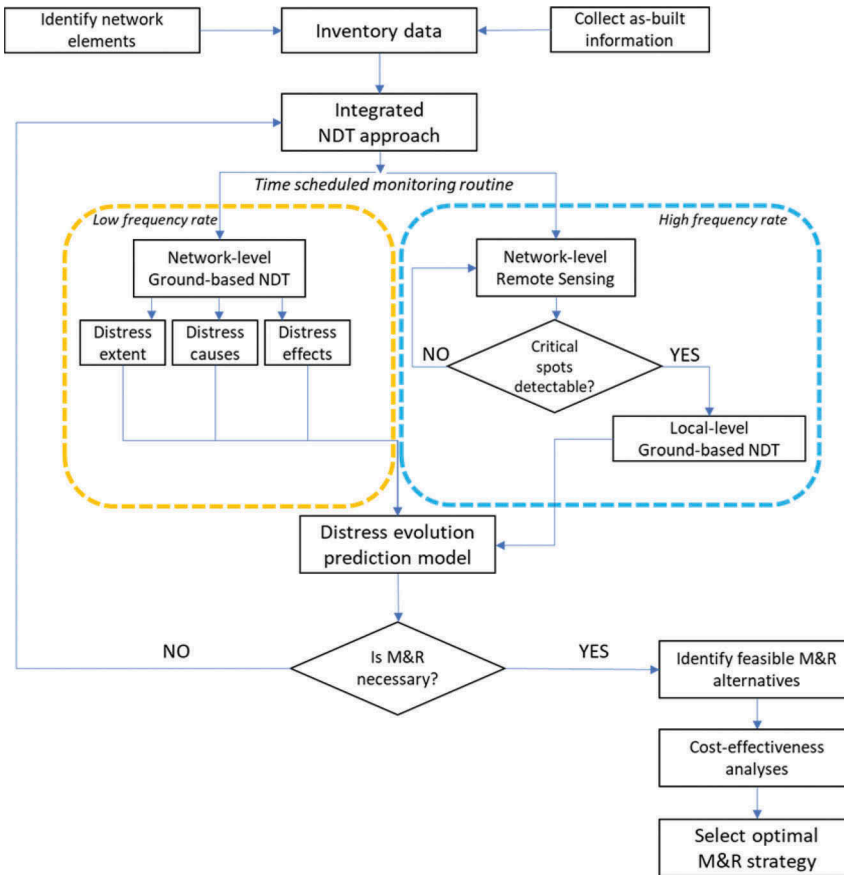 Identify network
elements
Inventory data
Collect as-built
information
Integrated
NDT approach
Time scheduled monitoring routine
Low frequency rate
High frequency rate
Network-level
Ground-based NDT
Network-level
Remote Sensing
Distress
extent
Distress
causes
Distress
effects
NO
Critical
spots
detectable?
YES
Local-level
Ground-based NDT
Distress evolution
prediction model
NO
Is M&R
necessary?
YES
Identify feasible M&R
alternatives
Cost-effectiveness
analyses
Select optimal
M&R strategy